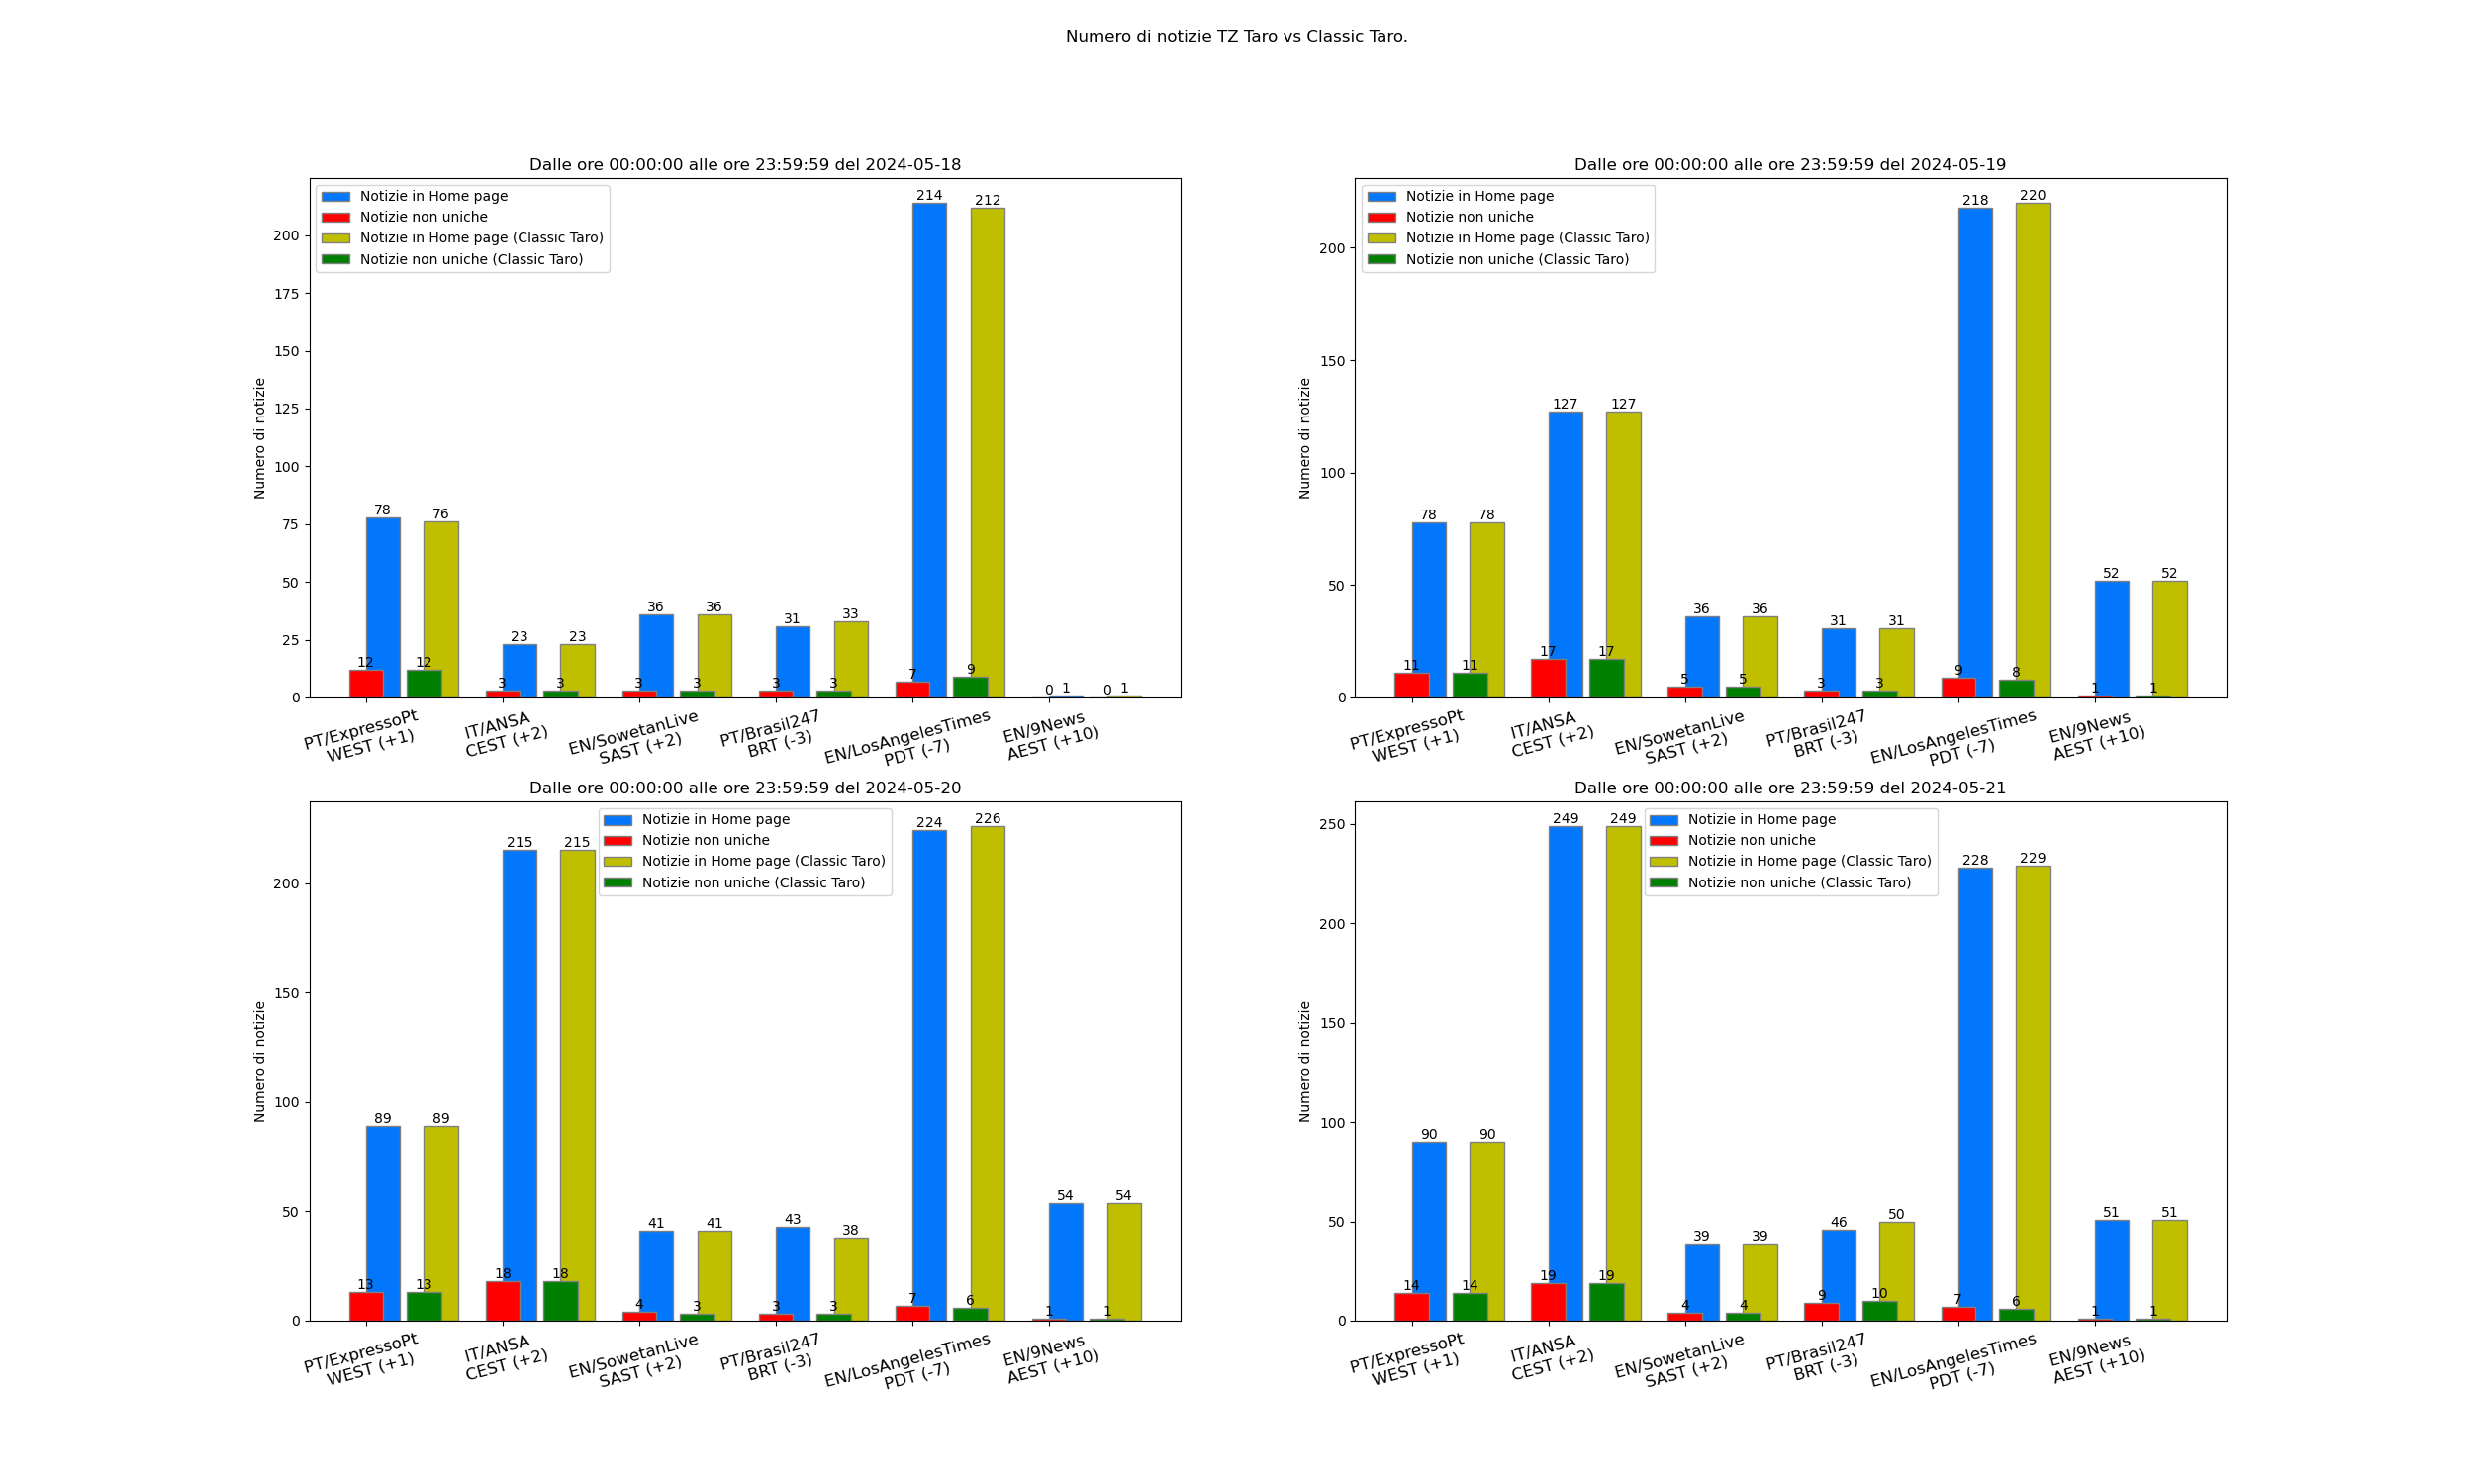 Numero di notizie TZ Taro vs Classic Taro.
Dalle ore 00:00:00 alle ore 23:59:59 del 2024-05-18
Notizie in Home page
Notizie non uniche
Notizie in Home page (Classic Taro)
Notizie non uniche (Classic Taro)
Numero di notizie
200
175
150
125
100
75
50
25
0
12 78 12 76
3 23 3 23
3 36 3 36
3 31 3 33
7 214 9 212
0 1 0 1
PT/ExpressoPt
WEST (+1)
IT/ANSA
CEST (+2)
EN/SowetanLive
SAST (+2)
PT/Brasil247
BRT (-3)
EN/LosAngelesTimes
PDT (-7)
EN/9News
AEST (+10)
Dalle ore 00:00:00 alle ore 23:59:59 del 2024-05-19
Notizie in Home page
Notizie non uniche
Notizie in Home page (Classic Taro)
Notizie non uniche (Classic Taro)
Numero di notizie
200
150
100
50
0
11 78 11 78
17 127 17 127
5 36 5 36
3 31 3 31
9 218 8 220
1 52 1 52
PT/ExpressoPt
WEST (+1)
IT/ANSA
CEST (+2)
EN/SowetanLive
SAST (+2)
PT/Brasil247
BRT (-3)
EN/LosAngelesTimes
PDT (-7)
EN/9News
AEST (+10)
Dalle ore 00:00:00 alle ore 23:59:59 del 2024-05-20
Notizie in Home page
Notizie non uniche
Notizie in Home page (Classic Taro)
Notizie non uniche (Classic Taro)
Numero di notizie
200
150
100
50
0
13 89 13 89
18 215 18 215
4 41 3 41
3 43 3 38
7 224 6 226
1 54 1 54
PT/ExpressoPt
WEST (+1)
IT/ANSA
CEST (+2)
EN/SowetanLive
SAST (+2)
PT/Brasil247
BRT (-3)
EN/LosAngelesTimes
PDT (-7)
EN/9News
AEST (+10)
Dalle ore 00:00:00 alle ore 23:59:59 del 2024-05-21
Notizie in Home page
Notizie non uniche
Notizie in Home page (Classic Taro)
Notizie non uniche (Classic Taro)
Numero di notizie
250
200
150
100
50
0
14 90 14 90
19 249 19 249
4 39 4 39
9 46 10 50
7 228 6 229
1 51 1 51
PT/ExpressoPt
WEST (+1)
IT/ANSA
CEST (+2)
EN/SowetanLive
SAST (+2)
PT/Brasil247
BRT (-3)
EN/LosAngelesTimes
PDT (-7)
EN/9News
AEST (+10)